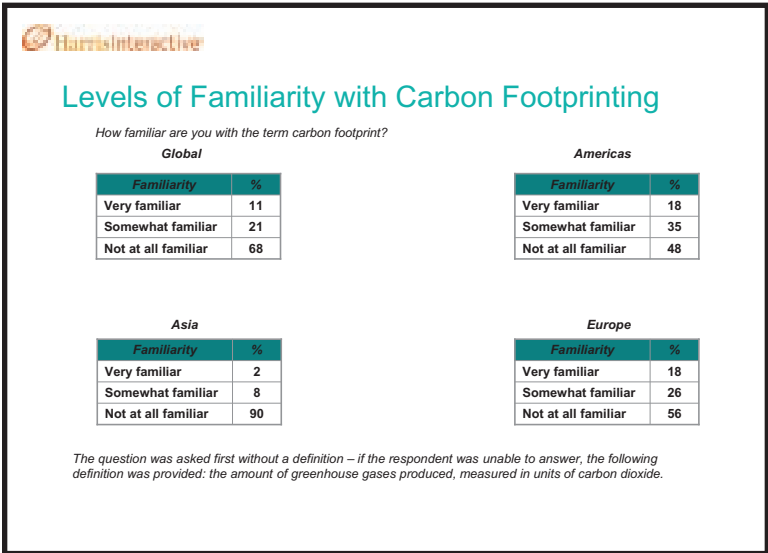 HarrisInteractive
Levels of Familiarity with Carbon Footprinting
How familiar are you with the term carbon footprint?
Global
Familiarity %
Very familiar 11
Somewhat familiar 21
Not at all familiar 68
Americas
Familiarity %
Very familiar 18
Somewhat familiar 35
Not at all familiar 48
Asia
Familiarity %
Very familiar 2
Somewhat familiar 8
Not at all familiar 90
Europe
Familiarity %
Very familiar 18
Somewhat familiar 26
Not at all familiar 56
The question was asked first without a definition – if the respondent was unable to answer, the following
definition was provided: the amount of greenhouse gases produced, measured in units of carbon dioxide.